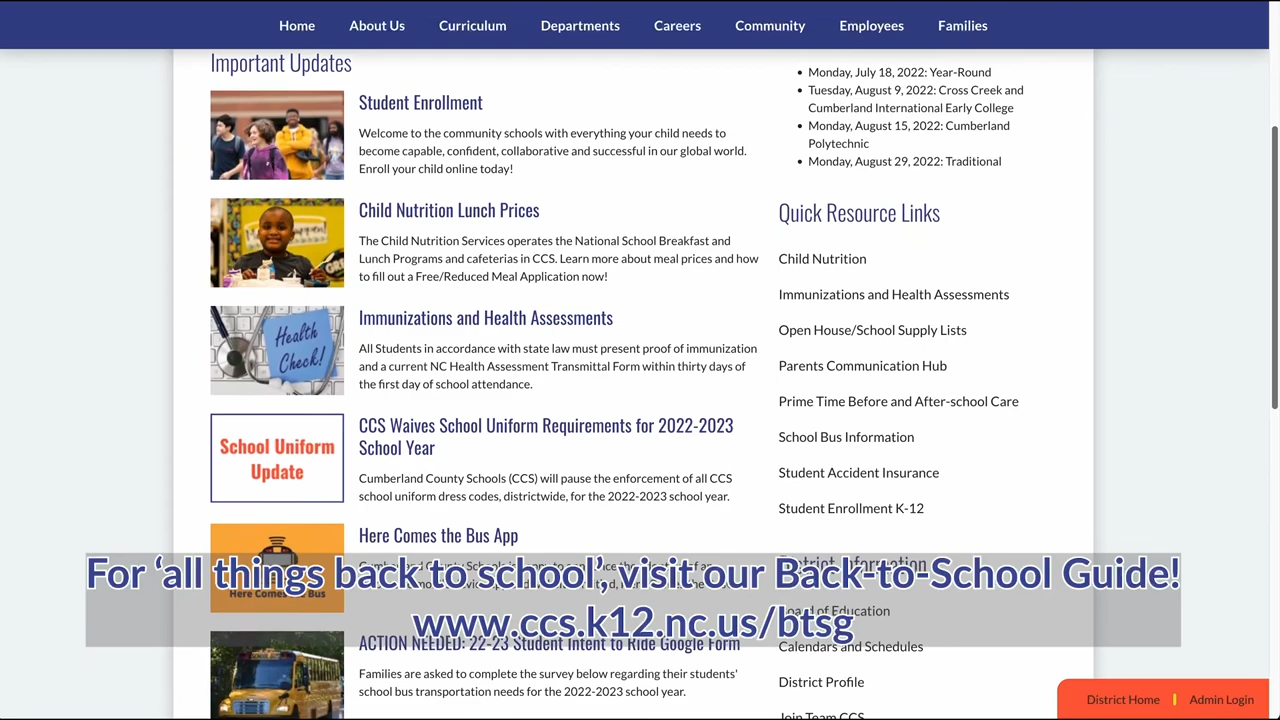 Home About Us Curriculum Departments Careers Community Employees Families
Important Updates
Student Enrollment
Welcome to the community schools with everything your child needs to
become capable, confident, collaborative and successful in our global world.
Enroll your child online today!
Child Nutrition Lunch Prices
The Child Nutrition Services operates the National School Breakfast and
Lunch Programs and cafeterias in CCS. Learn more about meal prices and how
to fill out a Free/Reduced Meal Application now!
Health
Check!
Immunizations and Health Assessments
All Students in accordance with state law must present proof of immunization
and a current NC Health Assessment Transmittal Form within thirty days of
the first day of school attendance.
School Uniform
Update
CCS Waives School Uniform Requirements for 2022-2023
School Year
Cumberland County Schools (CCS) will pause the enforcement of all CCS
school uniform dress codes, districtwide, for the 2022-2023 school year.
Here Comes the Bus App
Here Comes the Bus
ACTION NEEDED: 22-23 Student Intent to Ride Google Form
Families are asked to complete the survey below regarding their students'
school bus transportation needs for the 2022-2023 school year.
• Monday, July 18, 2022: Year-Round
• Tuesday, August 9, 2022: Cross Creek and
Cumberland International Early College
• Monday, August 15, 2022: Cumberland
Polytechnic
• Monday, August 29, 2022: Traditional
Quick Resource Links
Child Nutrition
Immunizations and Health Assessments
Open House/School Supply Lists
Parents Communication Hub
Prime Time Before and After-school Care
School Bus Information
Student Accident Insurance
Student Enrollment K-12
District Information
Board of Education
Calendars and Schedules
District Profile
Join Team CCS
For ‘all things back to school’, visit our Back-to-School Guide!
www.ccs.k12.nc.us/btsg
District Home | Admin Login